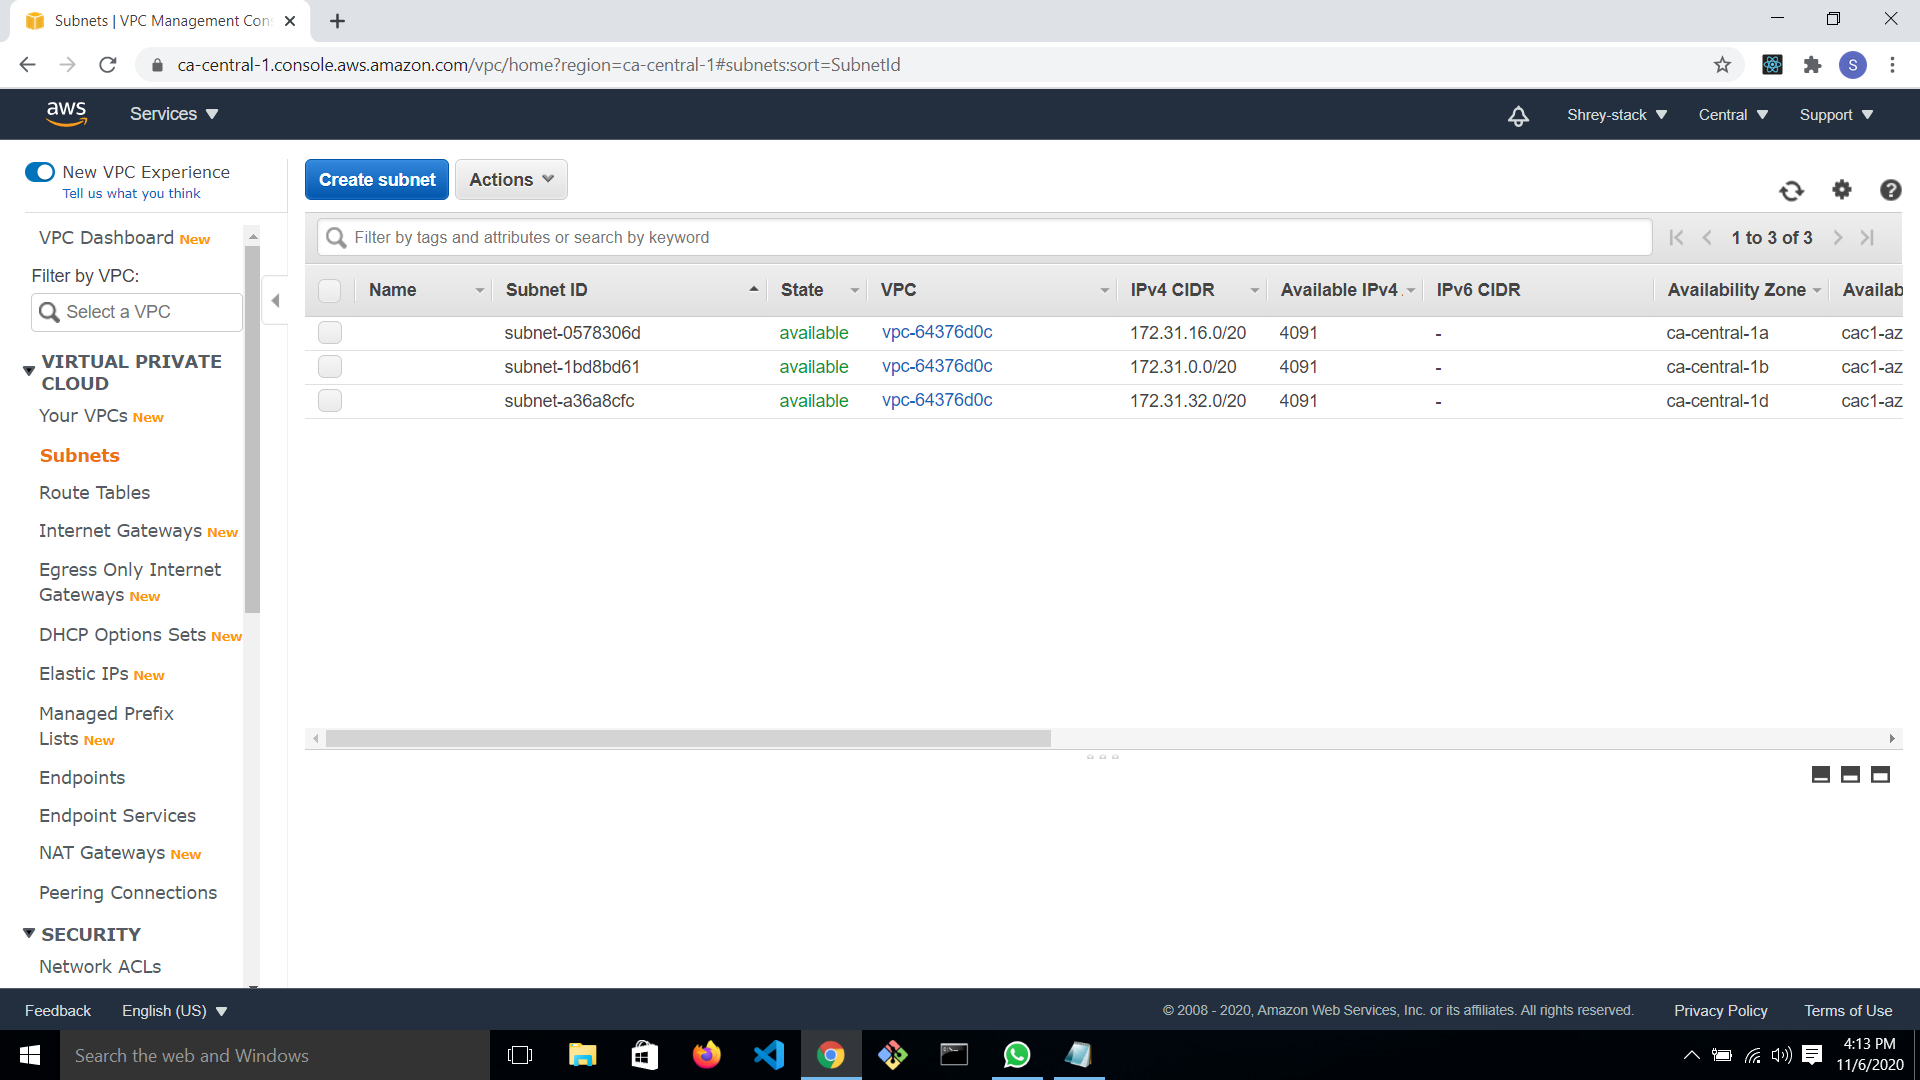 Subnets | VPC Management Con
ca-central-1.console.aws.amazon.com/vpc/home?region=ca-central-1#subnets:sort=SubnetId
S
aws
Services
Shrey-stack
Central
Support
New VPC Experience
Tell us what you think
Create subnet
Actions
VPC Dashboard New
Filter by VPC:
Select a VPC
Filter by tags and attributes or search by keyword
1 to 3 of 3
Name Subnet ID State VPC IPv4 CIDR Available IPv4 IPv6 CIDR Availability Zone Availab
subnet-0578306d available vpc-64376d0c 172.31.16.0/20 4091 - ca-central-1a cac1-az
subnet-1bd8bd61 available vpc-64376d0c 172.31.0.0/20 4091 - ca-central-1b cac1-az
subnet-a36a8cfc available vpc-64376d0c 172.31.32.0/20 4091 - ca-central-1d cac1-az
VIRTUAL PRIVATE
CLOUD
Your VPCs New
Subnets
Route Tables
Internet Gateways New
Egress Only Internet
Gateways New
DHCP Options Sets New
Elastic IPs New
Managed Prefix
Lists New
Endpoints
Endpoint Services
NAT Gateways New
Peering Connections
SECURITY
Network ACLs
Feedback
English (US)
© 2008 - 2020, Amazon Web Services, Inc. or its affiliates. All rights reserved.
Privacy Policy
Terms of Use
Search the web and Windows
4:13 PM
11/6/2020